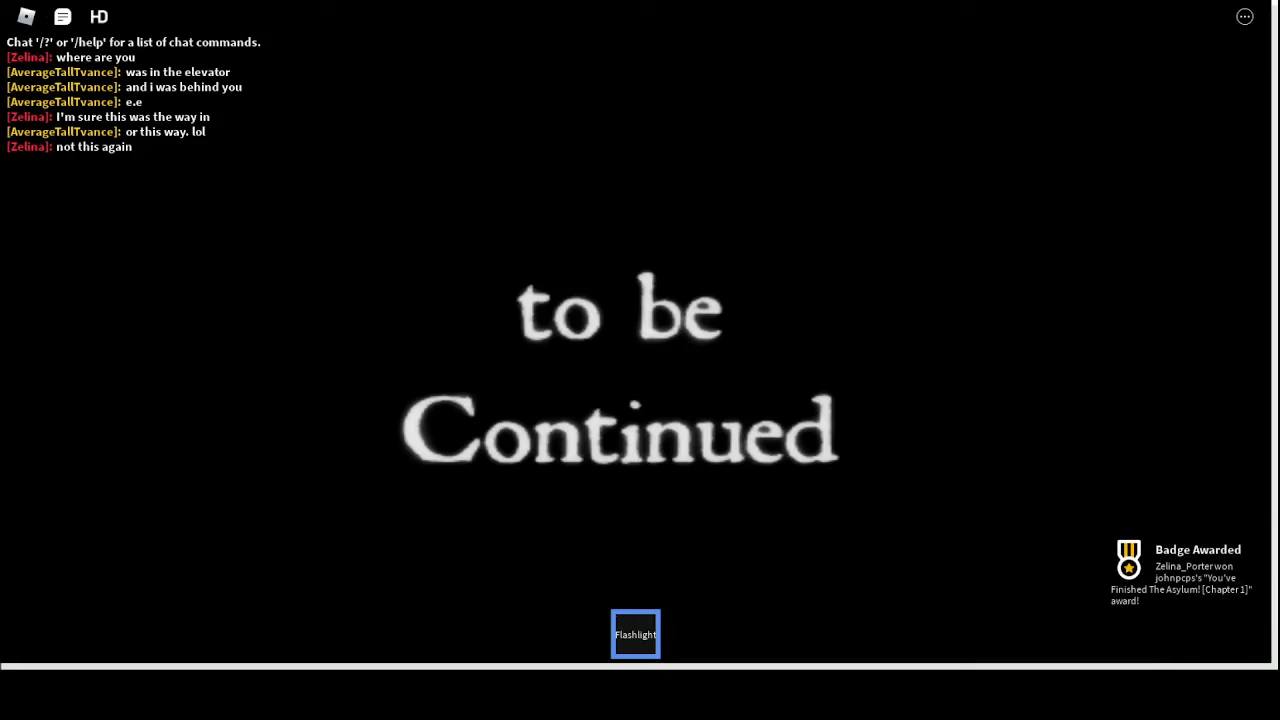 HD
Chat '/?' or '/help' for a list of chat commands.
[Zelina]: where are you
[AverageTallTvance]: was in the elevator
[AverageTallTvance]: and i was behind you
[AverageTallTvance]: e.e
[Zelina]: I'm sure this was the way in
[AverageTallTvance]: or this way. lol
[Zelina]: not this again
to be
Continued
Badge Awarded
Zelina_Porter won
johnpcps's "You've
Finished The Asylum! [Chapter 1]"
award!
Flashlight